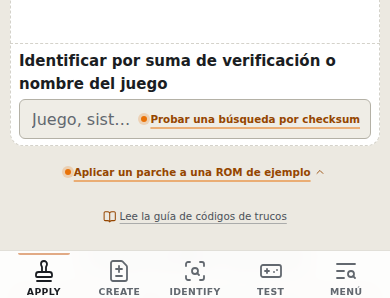 Identificar por suma de verificación o
nombre del juego
Juego, sist… Probar una búsqueda por checksum
Aplicar un parche a una ROM de ejemplo
Lee la guía de códigos de trucos
APPLY CREATE IDENTIFY TEST MENÚ